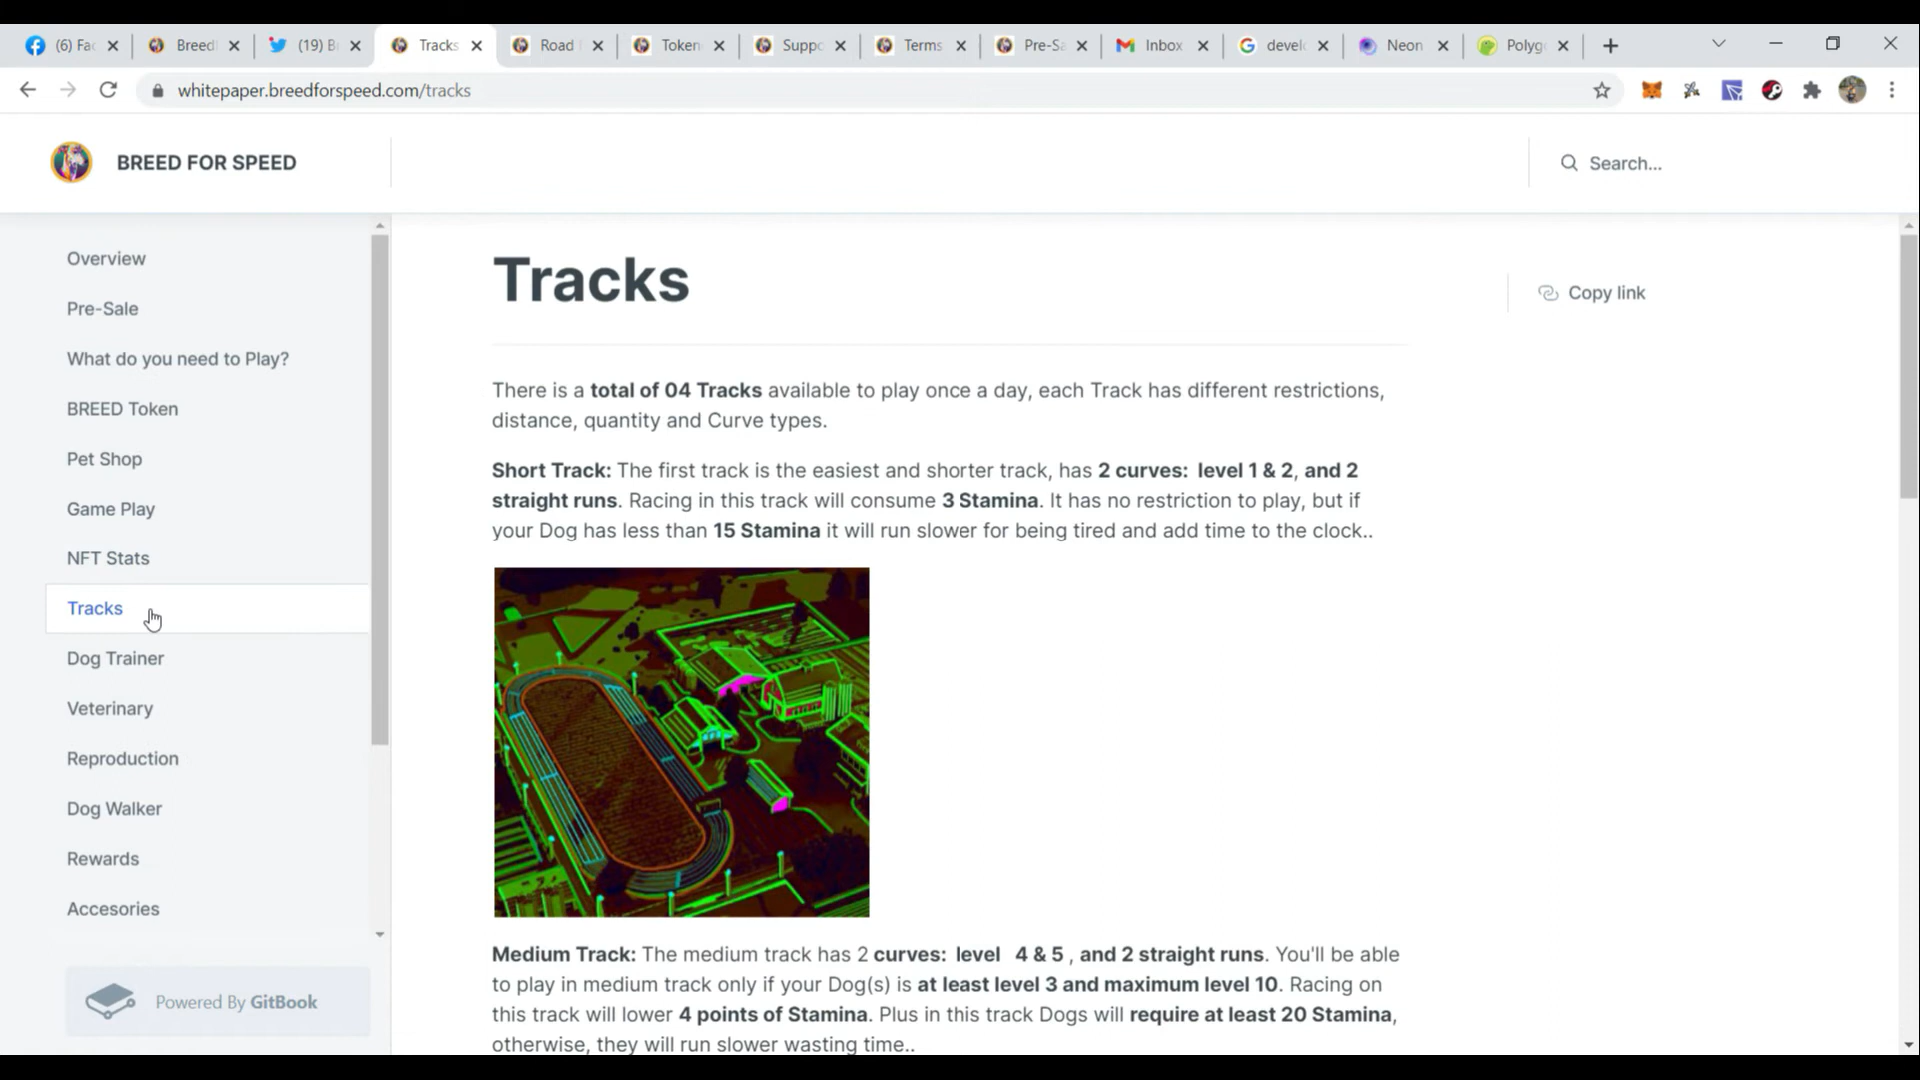 (6) Fac
Breed
(19) B
Tracks
Road
Token
Suppo
Terms
Pre-Sa
Inbox
develo
Neon
Polyg
whitepaper.breedforspeed.com/tracks
BREED FOR SPEED
Search...
Overview
Pre-Sale
What do you need to Play?
BREED Token
Pet Shop
Game Play
NFT Stats
Tracks
Dog Trainer
Veterinary
Reproduction
Dog Walker
Rewards
Accesories
Powered By GitBook
Tracks
Copy link
There is a total of 04 Tracks available to play once a day, each Track has different restrictions,
distance, quantity and Curve types.
Short Track: The first track is the easiest and shorter track, has 2 curves: level 1 & 2, and 2
straight runs. Racing in this track will consume 3 Stamina. It has no restriction to play, but if
your Dog has less than 15 Stamina it will run slower for being tired and add time to the clock..
Medium Track: The medium track has 2 curves: level 4 & 5 , and 2 straight runs. You'll be able
to play in medium track only if your Dog(s) is at least level 3 and maximum level 10. Racing on
this track will lower 4 points of Stamina. Plus in this track Dogs will require at least 20 Stamina,
otherwise, they will run slower wasting time..